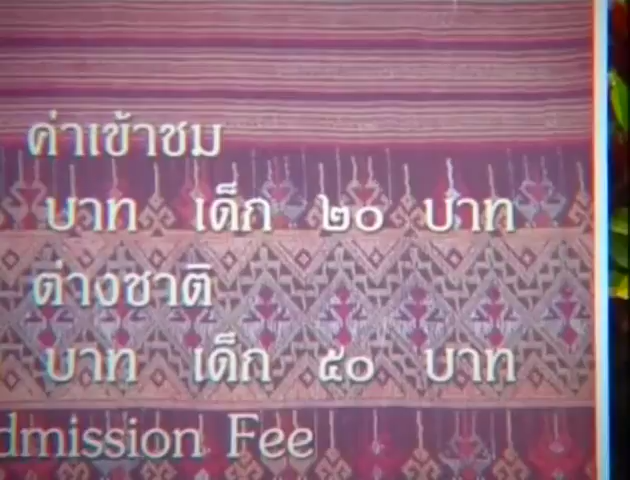 ค่าเข้าชม
บาท เด็ก ๒๐ บาท
ต่างชาติ
บาท เด็ก ๕๐ บาท
dmission Fee